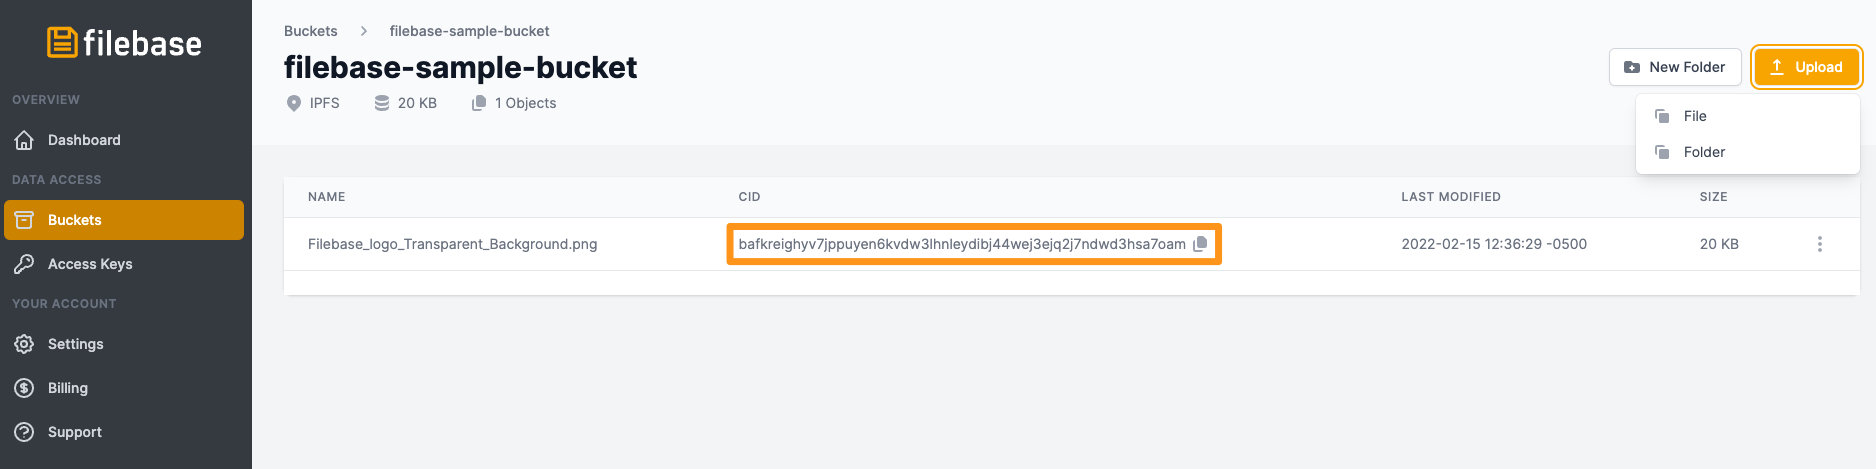 filebase
OVERVIEW
Dashboard
DATA ACCESS
Buckets
Access Keys
YOUR ACCOUNT
Settings
Billing
Support
Buckets > filebase-sample-bucket
filebase-sample-bucket
IPFS 20 KB 1 Objects
New Folder Upload
File
Folder
NAME CID LAST MODIFIED SIZE
Filebase_logo_Transparent_Background.png bafkreighyv7jppuyen6kvdw3lhnleydibj44wej3ejq2j7ndwd3hsa7oam 2022-02-15 12:36:29 -0500 20 KB